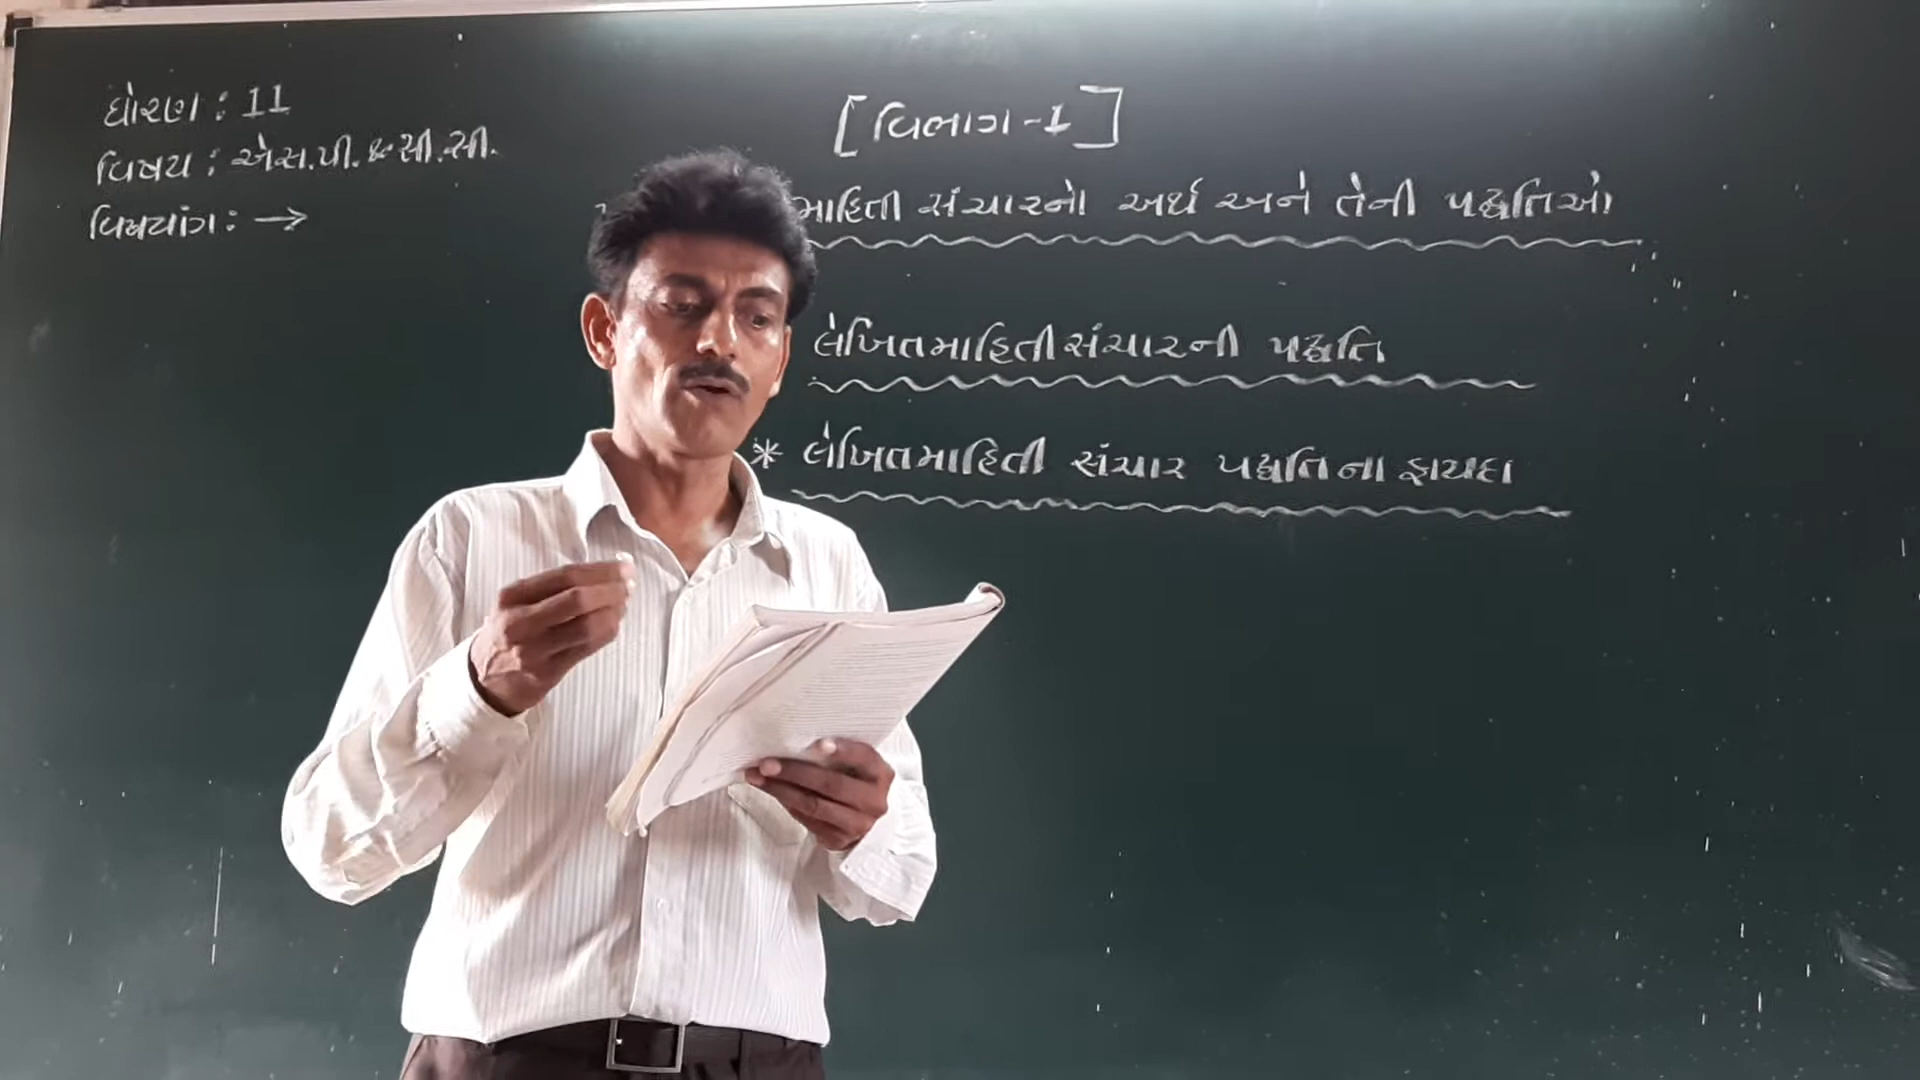 ધોરણ : 11
વિષય : એસ.પી. & સી.સી.
વિષયાંગ : →
[વિભાગ - 1]
માહિતી સંચારનો અર્થ અને તેની પદ્ધતિઓ
લેખિતમાહિતીસંચારની પદ્ધતિ
* લેખિતમાહિતી સંચાર પદ્ધતિના ફાયદા